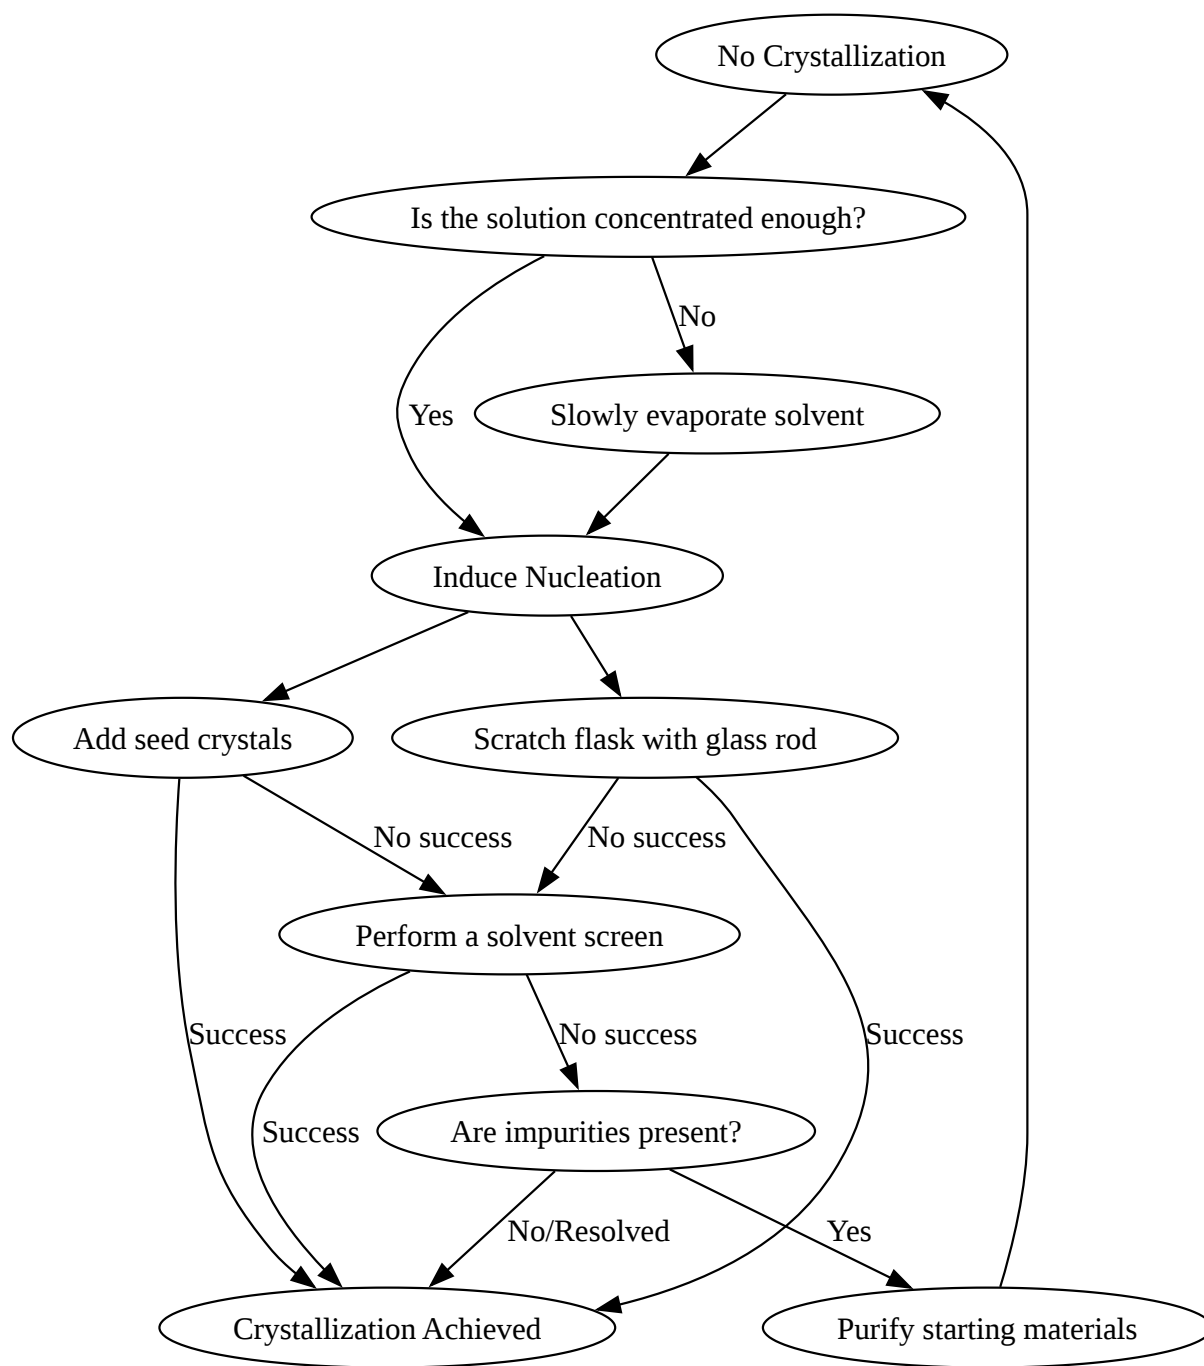 No Crystallization
Is the solution concentrated enough?
No
Yes
Slowly evaporate solvent
Induce Nucleation
Add seed crystals
Scratch flask with glass rod
No success
No success
Perform a solvent screen
Success
No success
Success
Success
Are impurities present?
No/Resolved
Yes
Crystallization Achieved
Purify starting materials